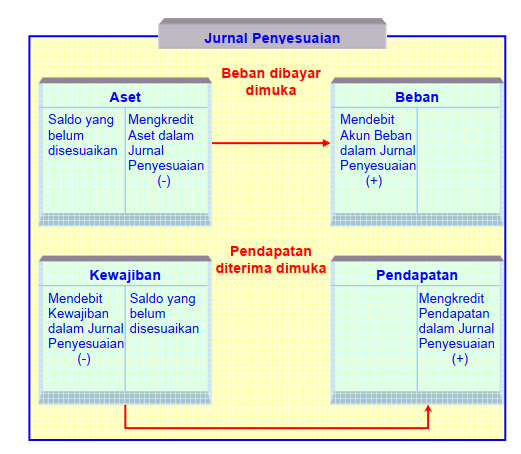 Jurnal Penyesuaian
Beban dibayar
dimuka
Aset
Saldo yang
belum
disesuaikan
Mengkredit
Aset dalam
Jurnal
Penyesuaian
(-)
Beban
Mendebit
Akun Beban
dalam Jurnal
Penyesuaian
(+)
Pendapatan
diterima dimuka
Kewajiban
Mendebit
Kewajiban
dalam Jurnal
Penyesuaian
(-)
Saldo yang
belum
disesuaikan
Pendapatan
Mengkredit
Pendapatan
dalam Jurnal
Penyesuaian
(+)